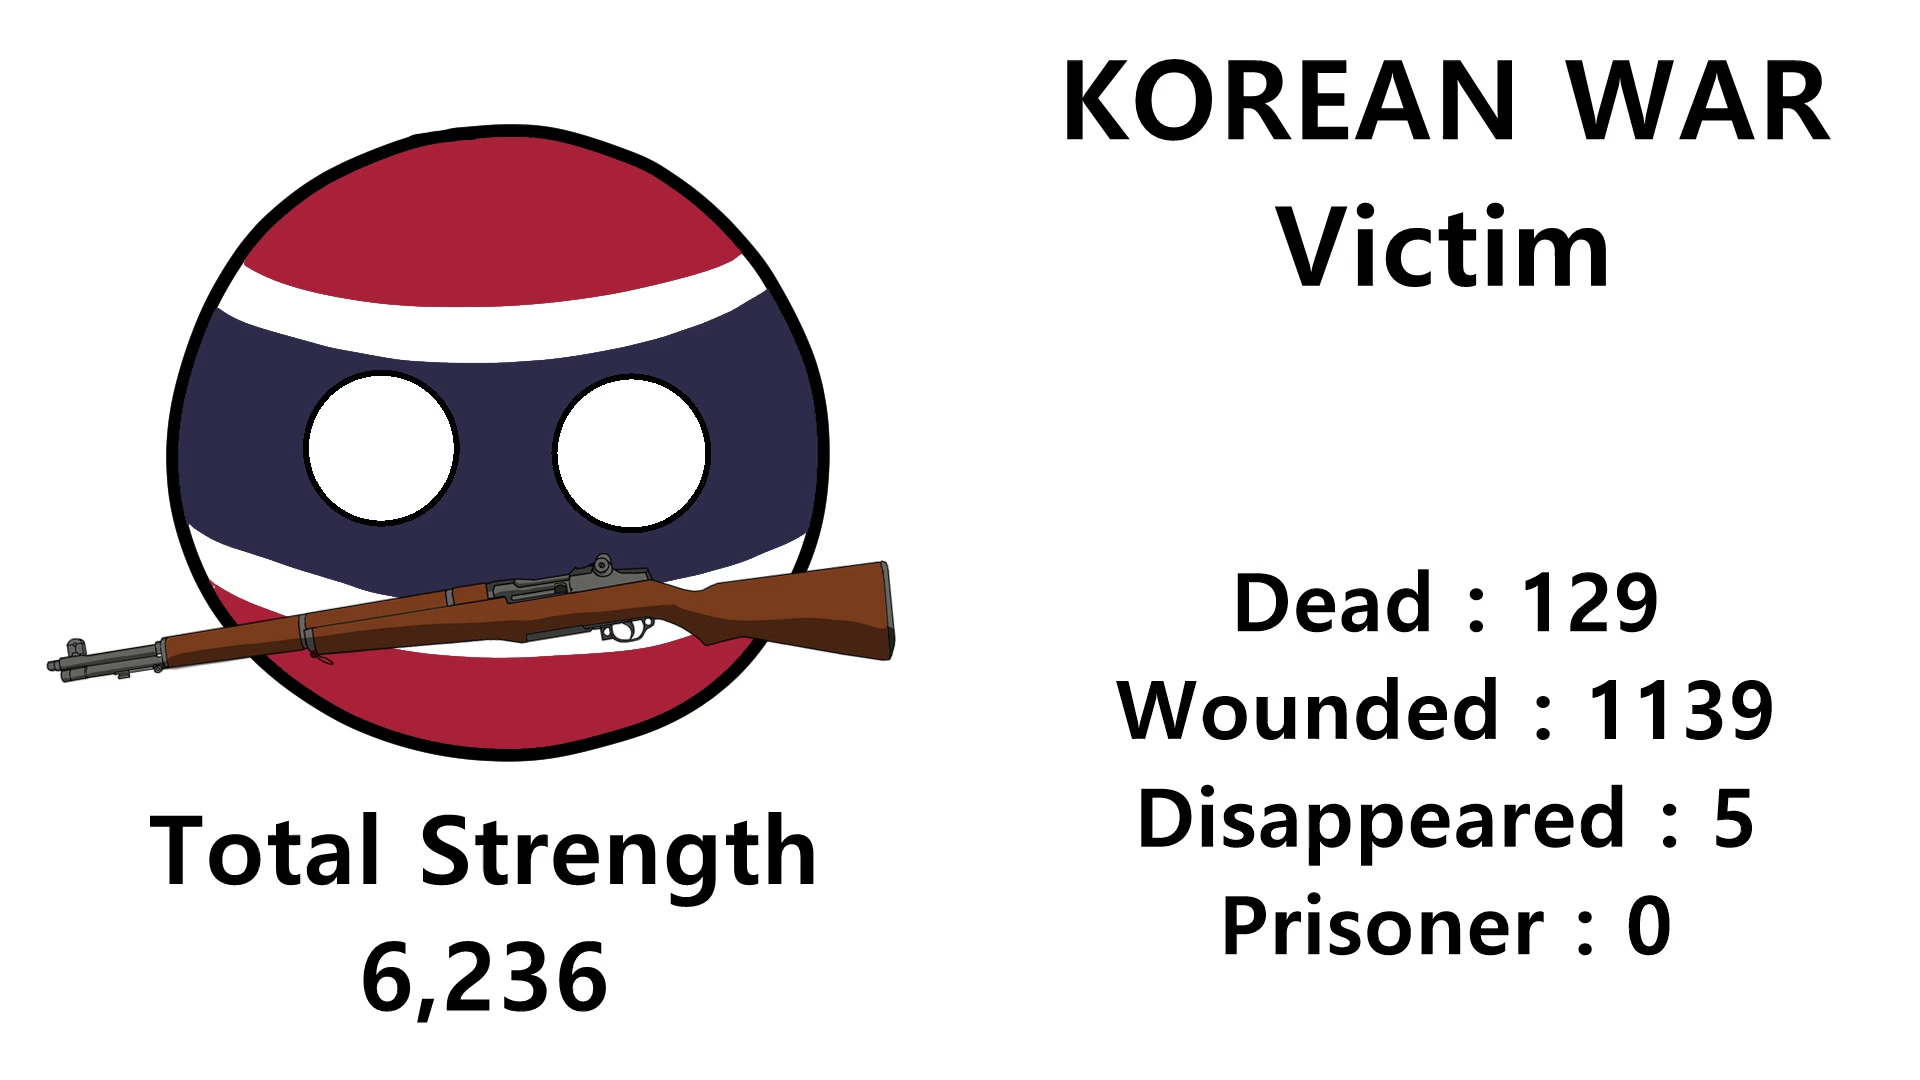 KOREAN WAR
Victim
Dead : 129
Wounded : 1139
Disappeared : 5
Prisoner : 0
Total Strength
6,236